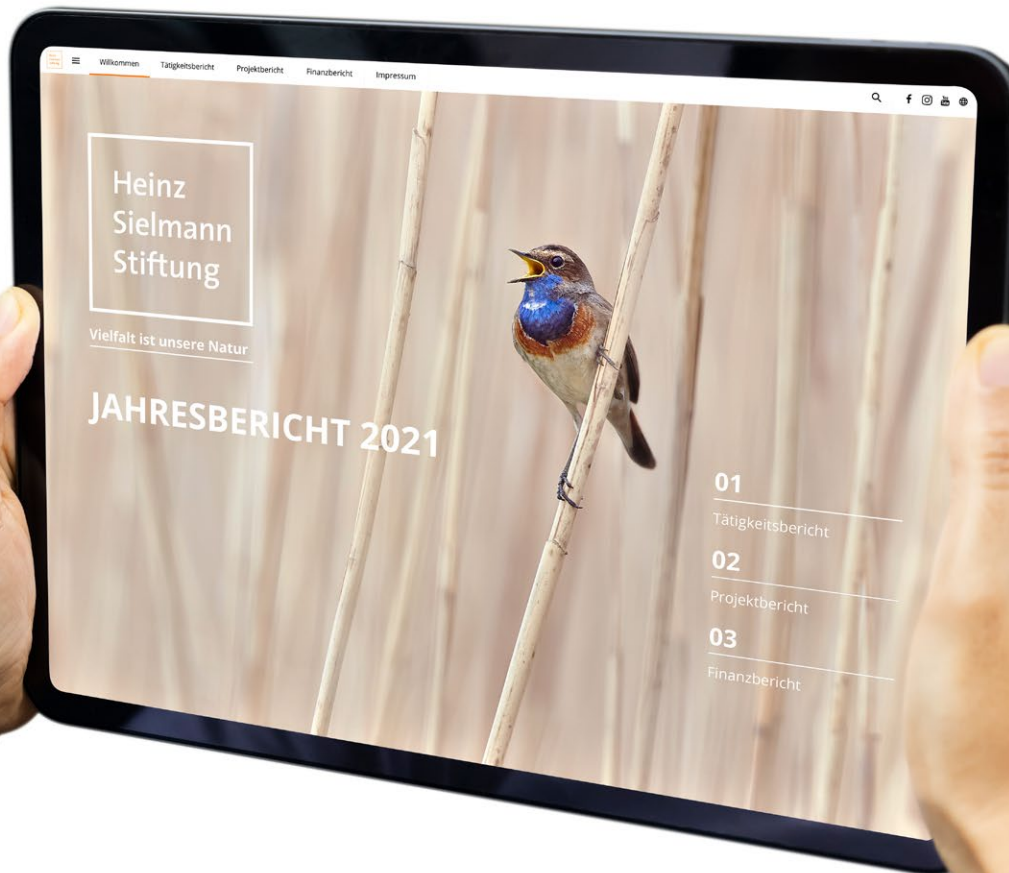 Willkommen Tätigkeitsbericht Projektbericht Finanzbericht Impressum
Heinz
Sielmann
Stiftung
Vielfalt ist unsere Natur
JAHRESBERICHT 2021
01
Tätigkeitsbericht
02
Projektbericht
03
Finanzbericht